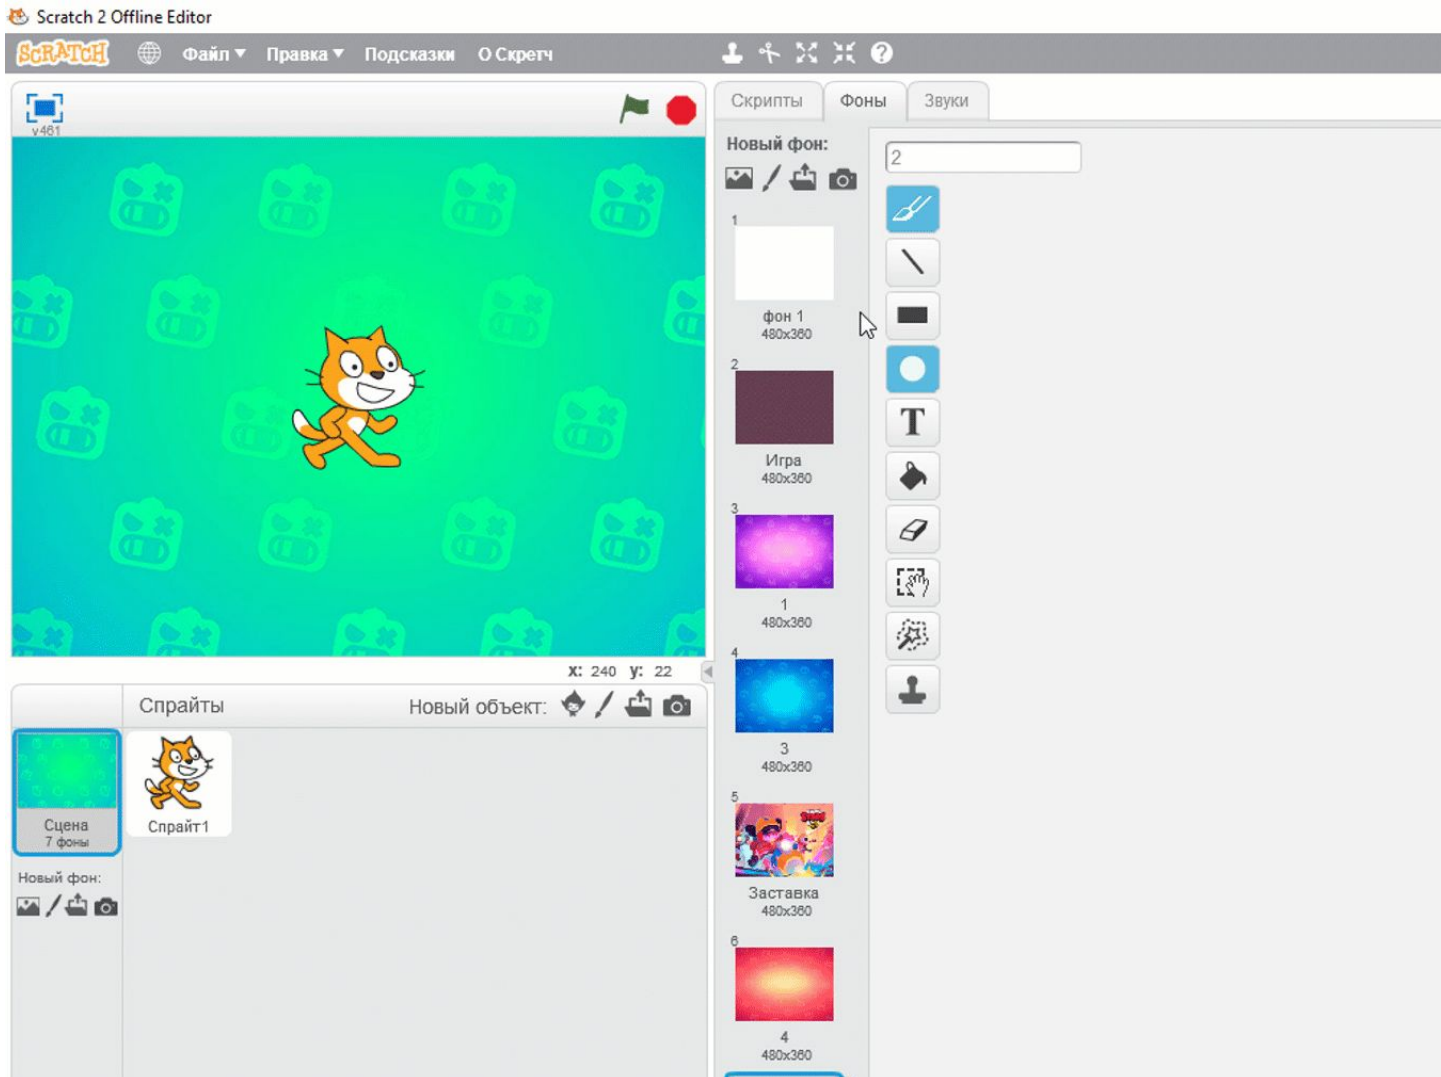 Scratch 2 Offline Editor
SCRATCH Файл Правка Подсказки О Скретч
v461
Скрипты Фоны Звуки
Новый фон:
2
1
фон 1
480x360
2
Игра
480x360
3
1
480x360
4
3
480x360
5
Заставка
480x360
6
4
480x360
x: 240 y: 22
Спрайты Новый объект:
Сцена
7 фоны
Спрайт1
Новый фон: